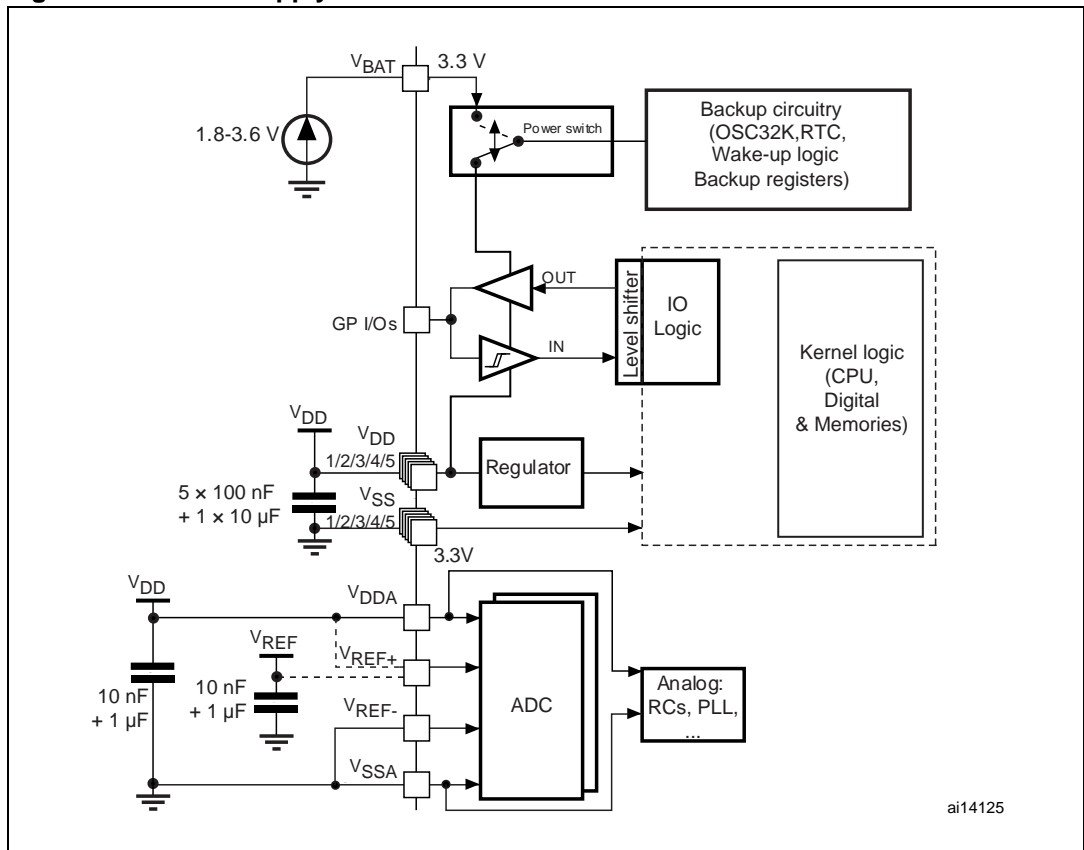 VBAT
3.3 V
1.8-3.6 V
Power switch
Backup circuitry
(OSC32K,RTC,
Wake-up logic
Backup registers)
OUT
GP I/Os
IN
Level shifter
IO
Logic
Kernel logic
(CPU,
Digital
& Memories)
VDD
VDD
1/2/3/4/5
Regulator
5 × 100 nF
+ 1 × 10 µF
VSS
1/2/3/4/5
3.3V
VDD
VDDA
VREF
VREF+
10 nF
+ 1 µF
10 nF
+ 1 µF
VREF-
ADC
Analog:
RCs, PLL,
...
VSSA
ai14125